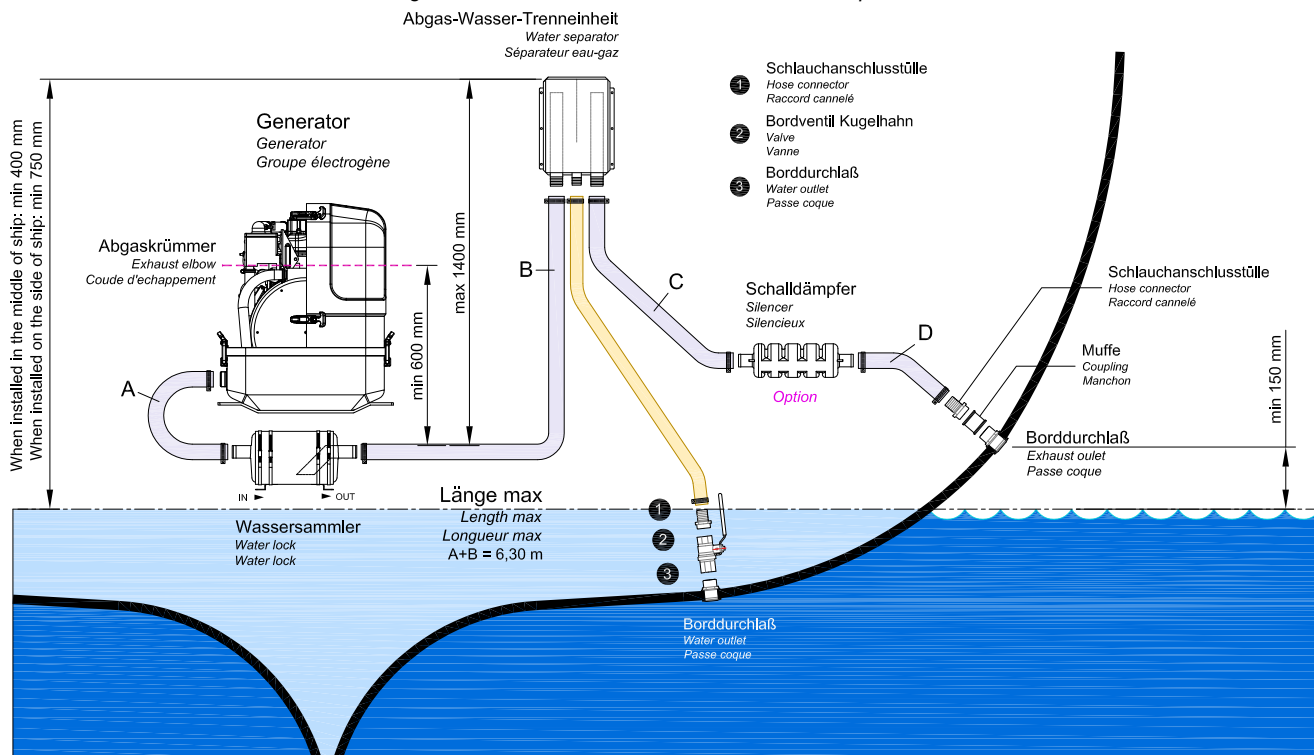 Abgas-Wasser-Trenneinheit
Water separator
Séparateur eau-gaz
1
Schlauchanschlusstülle
Hose connector
Raccord cannelé
2
Bordventil Kugelhahn
Valve
Vanne
3
Borddurchlaß
Water outlet
Passe coque
Generator
Generator
Groupe électrogène
When installed in the middle of ship: min 400 mm
When installed on the side of ship: min 750 mm
Abgaskrümmer
Exhaust elbow
Coude d'echappement
max 1400 mm
min 600 mm
A
B
C
D
Schalldämpfer
Silencer
Silencieux
Option
Schlauchanschlusstülle
Hose connector
Raccord cannelé
Muffe
Coupling
Manchon
min 150 mm
Borddurchlaß
Exhaust oulet
Passe coque
IN
OUT
Wassersammler
Water lock
Water lock
Länge max
Length max
Longueur max
A+B = 6,30 m
1
2
3
Borddurchlaß
Water outlet
Passe coque